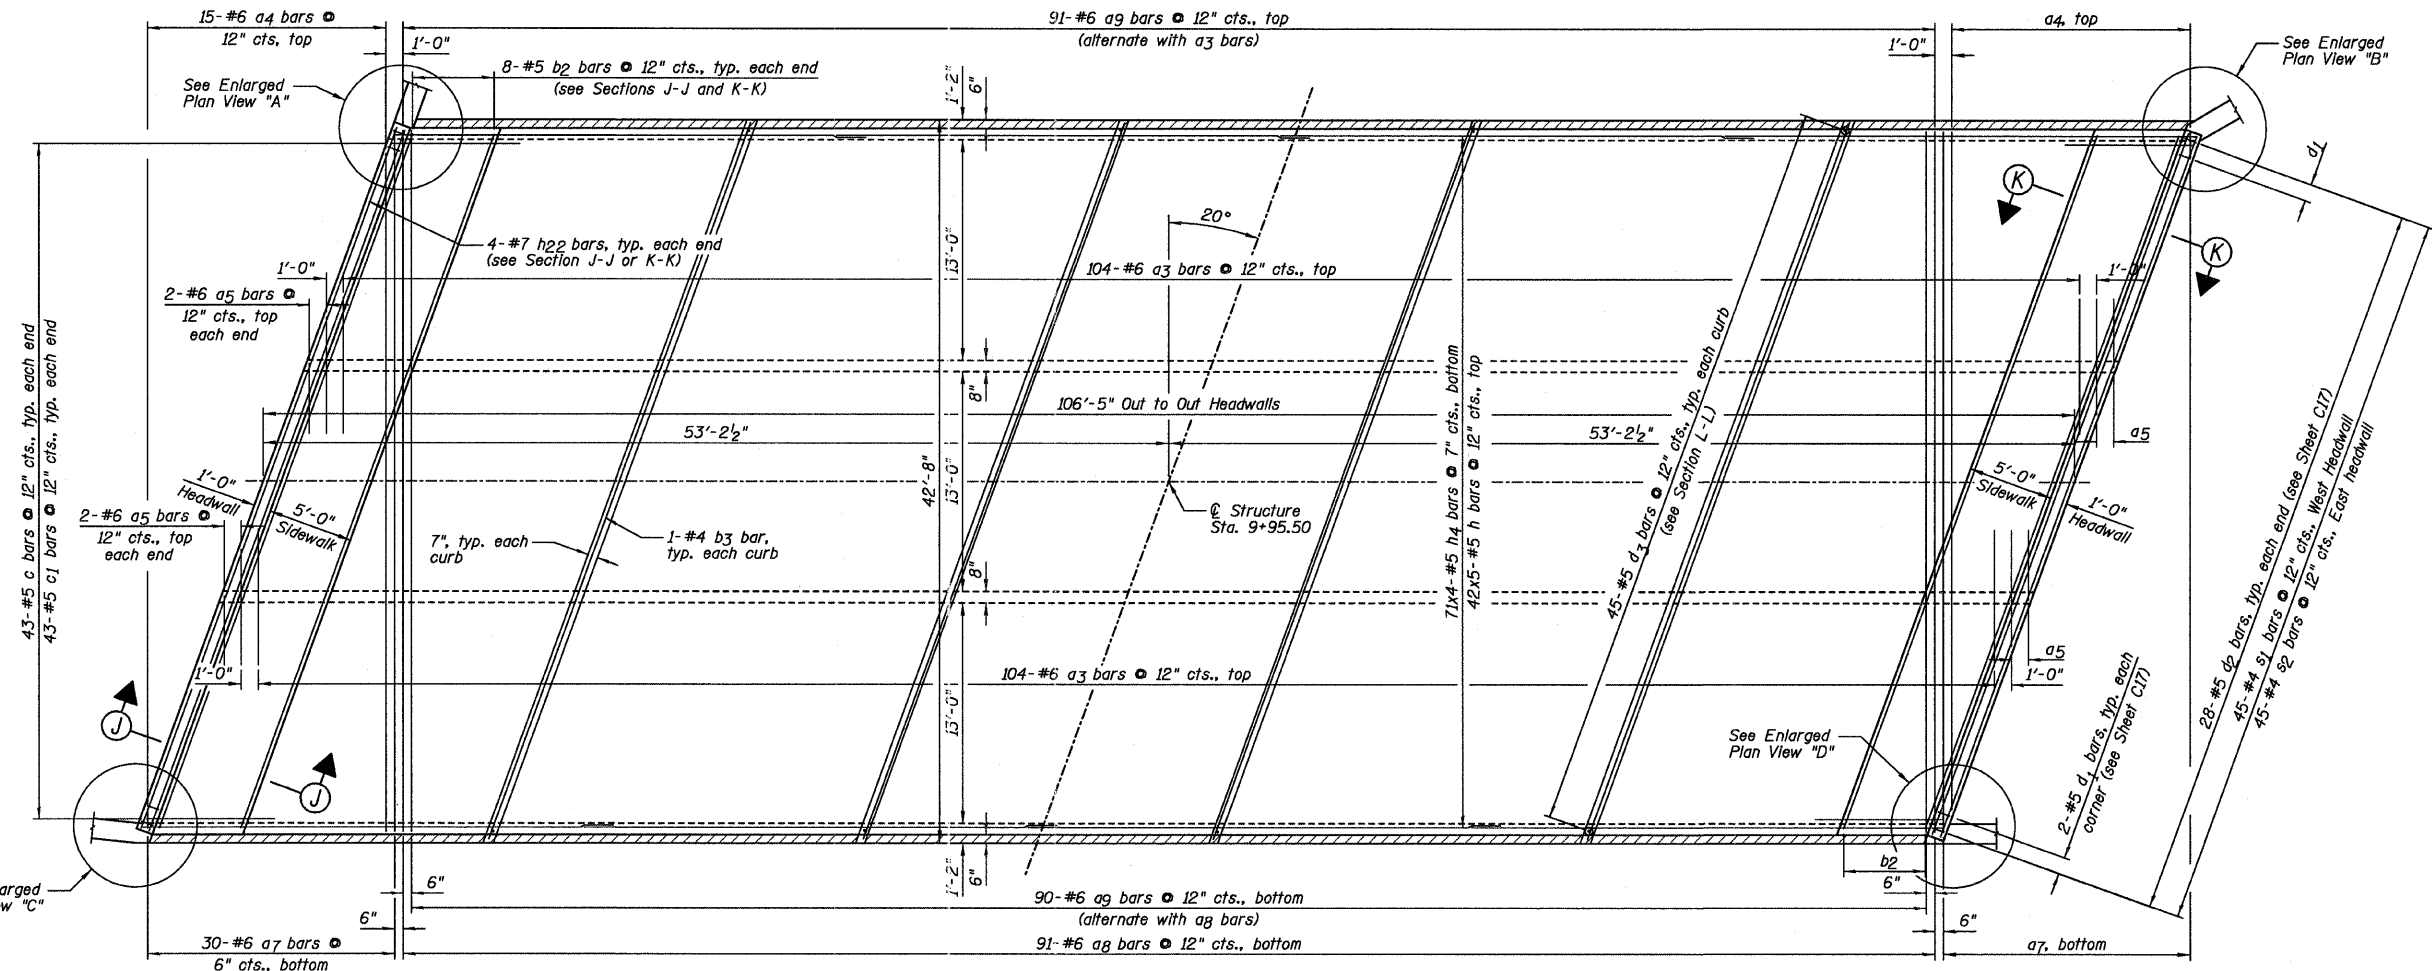 15-#6 a4 bars @
12" cts, top
1'-0"
91-#6 a9 bars @ 12" cts., top
(alternate with a3 bars)
1'-0"
a4, top
See Enlarged
Plan View "A"
8-#5 b2 bars @ 12" cts., typ. each end
(see Sections J-J and K-K)
1'-2"
6"
See Enlarged
Plan View "B"
d1
K
K
20°
4-#7 h22 bars, typ. each end
(see Section J-J or K-K)
13'-0"
1'-0"
104-#6 a3 bars @ 12" cts., top
1'-0"
2-#6 a5 bars @
12" cts., top
each end
43-#5 c bars @ 12" cts., typ. each end
43-#5 c1 bars @ 12" cts., typ. each end
8"
106'-5" Out to Out Headwalls
53'-2½"
53'-2½"
a5
42'-8"
13'-0"
71x4-#5 h4 bars @ 7" cts., bottom
42x5-#5 h bars @ 12" cts., top
45-#5 d3 bars @ 12" cts., typ. each curb
(see Section L-L)
1'-0"
Headwall
5'-0"
Sidewalk
5'-0"
Sidewalk
1'-0"
Headwall
2-#6 a5 bars @
12" cts., top
each end
℄ Structure
Sta. 9+95.50
7", typ. each
curb
1-#4 b3 bar,
typ. each curb
8"
28-#5 d2 bars, typ. each end (see Sheet C17)
45-#4 s1 bars @ 12" cts., West Headwall
45-#4 s2 bars @ 12" cts., East headwall
1'-0"
104-#6 a3 bars @ 12" cts., top
a5
1'-0"
13'-0"
J
J
See Enlarged
Plan View "D"
2-#5 d1 bars, typ. each
corner (see Sheet C17)
b2
6"
1'-2"
6"
6"
90-#6 a9 bars @ 12" cts., bottom
(alternate with a8 bars)
6"
6"
30-#6 a7 bars @
6" cts., bottom
91-#6 a8 bars @ 12" cts., bottom
a7, bottom
"C"